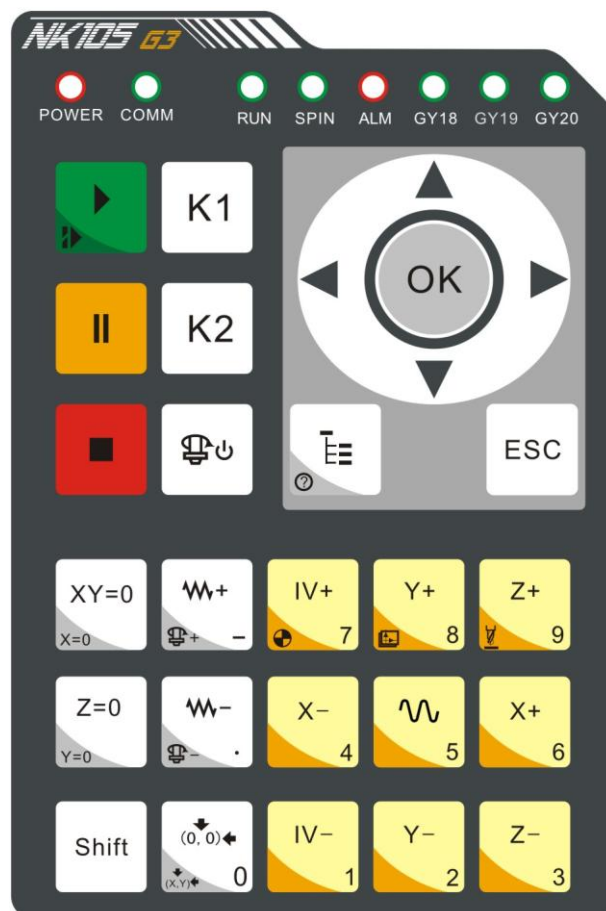 NK105 G3
POWER COMM RUN SPIN ALM GY18 GY19 GY20
K1
OK
K2
ESC
?
XY=0 + IV+ Y+ Z+
X=0 + − 7 8 9
Z=0 − X− X+
Y=0 − . 4 5 6
Shift (0,0) IV− Y− Z−
(X,Y) 0 1 2 3